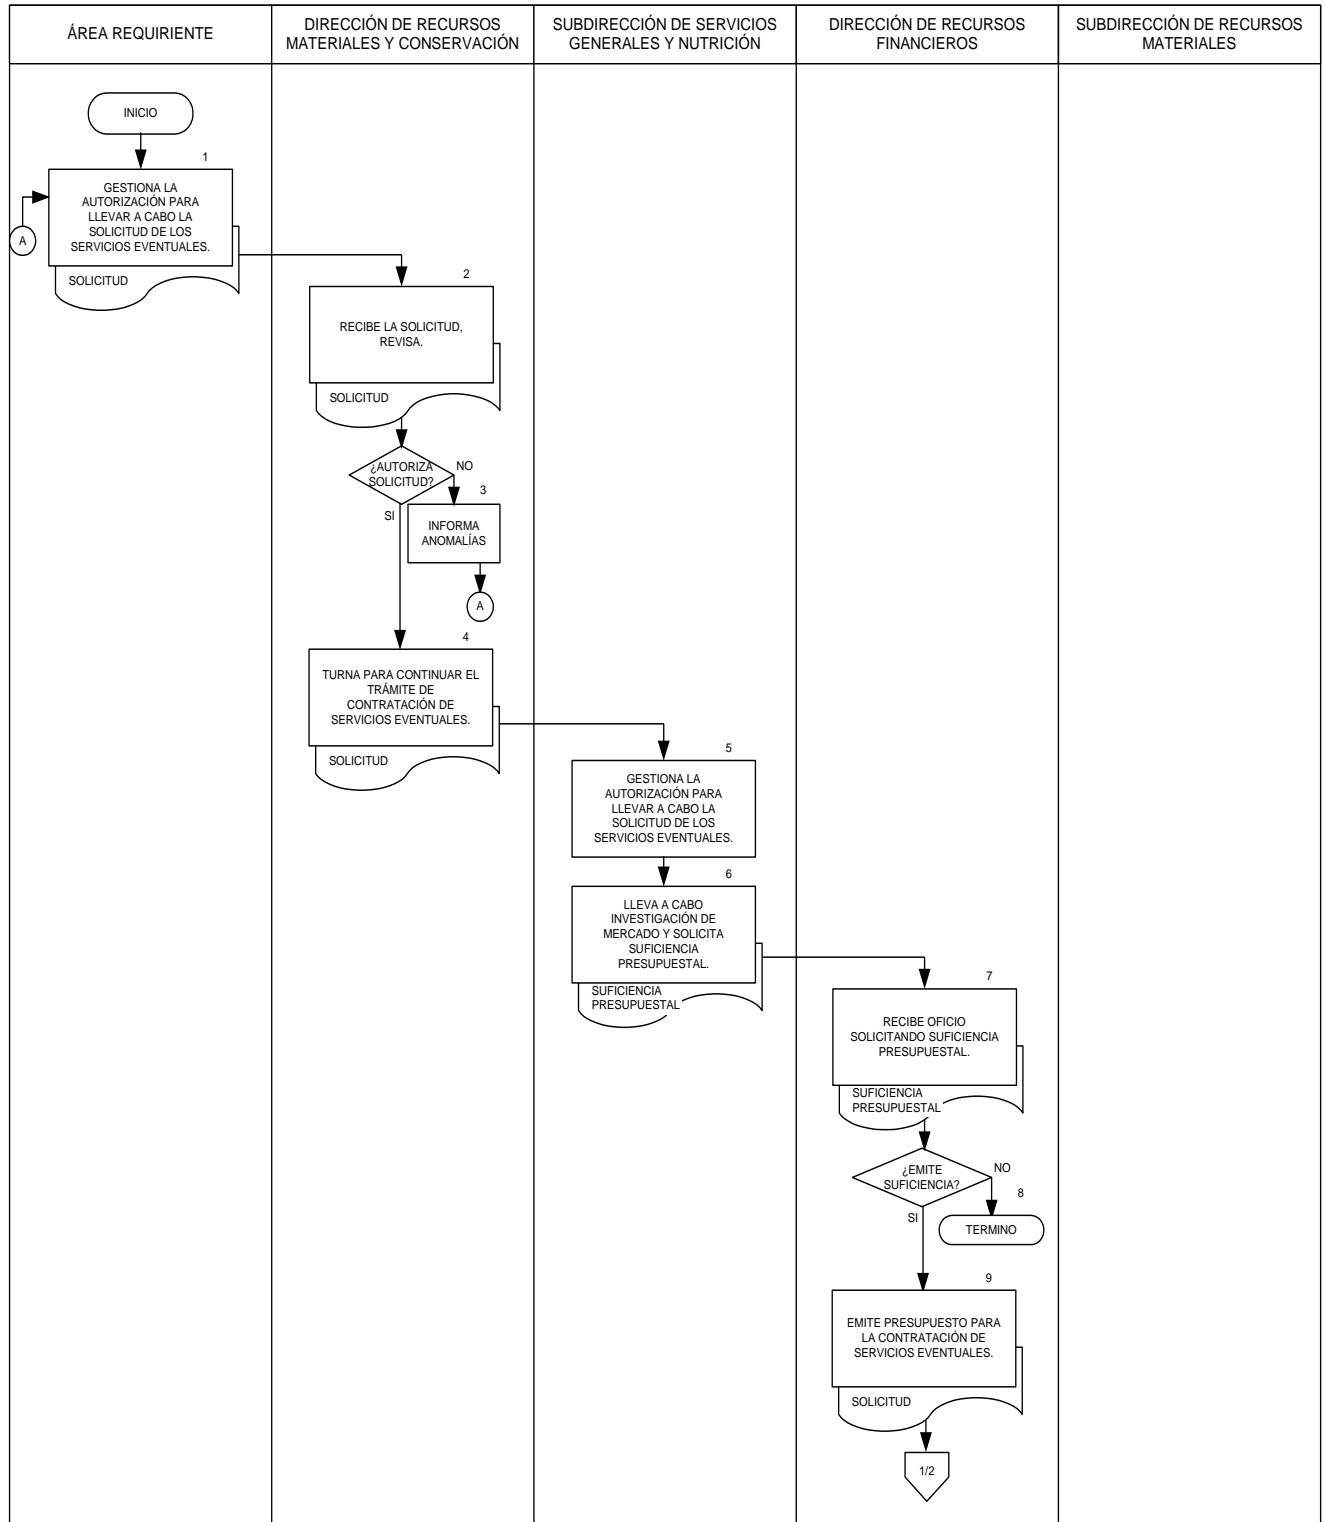 ÁREA REQUIRIENTE
DIRECCIÓN DE RECURSOS
MATERIALES Y CONSERVACIÓN
SUBDIRECCIÓN DE SERVICIOS
GENERALES Y NUTRICIÓN
DIRECCIÓN DE RECURSOS
FINANCIEROS
SUBDIRECCIÓN DE RECURSOS
MATERIALES
INICIO
1
GESTIONA LA
AUTORIZACIÓN PARA
LLEVAR A CABO LA
SOLICITUD DE LOS
SERVICIOS EVENTUALES.
A
SOLICITUD
2
RECIBE LA SOLICITUD,
REVISA.
SOLICITUD
¿AUTORIZA
SOLICITUD?
NO
SI
3
INFORMA
ANOMALÍAS
A
4
TURNA PARA CONTINUAR EL
TRÁMITE DE
CONTRATACIÓN DE
SERVICIOS EVENTUALES.
SOLICITUD
5
GESTIONA LA
AUTORIZACIÓN PARA
LLEVAR A CABO LA
SOLICITUD DE LOS
SERVICIOS EVENTUALES.
6
LLEVA A CABO
INVESTIGACIÓN DE
MERCADO Y SOLICITA
SUFICIENCIA
PRESUPUESTAL.
SUFICIENCIA
PRESUPUESTAL
7
RECIBE OFICIO
SOLICITANDO SUFICIENCIA
PRESUPUESTAL.
SUFICIENCIA
PRESUPUESTAL
¿EMITE
SUFICIENCIA?
NO
8
SI
TERMINO
9
EMITE PRESUPUESTO PARA
LA CONTRATACIÓN DE
SERVICIOS EVENTUALES.
SOLICITUD
1/2